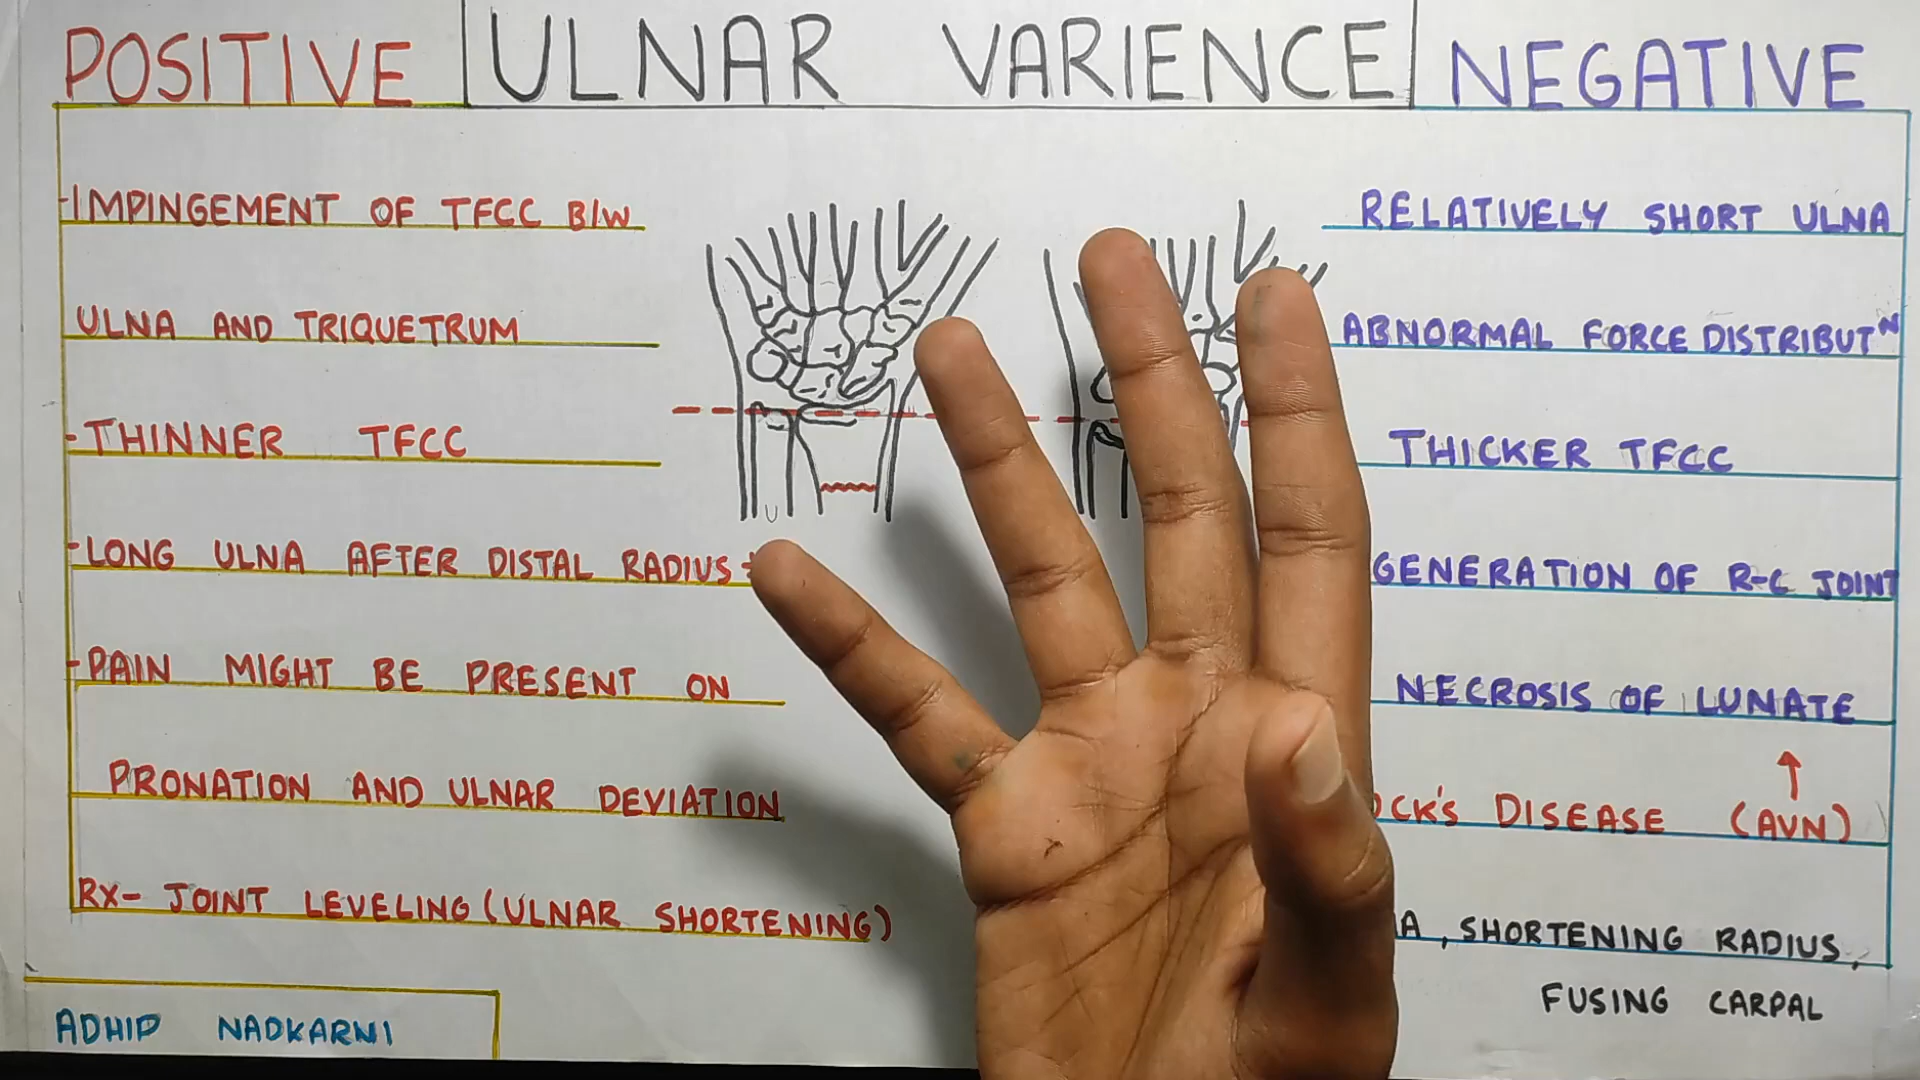 POSITIVE
ULNAR VARIENCE
NEGATIVE
-IMPINGEMENT OF TFCC B/W
ULNA AND TRIQUETRUM
-THINNER TFCC
-LONG ULNA AFTER DISTAL RADIUS
-PAIN MIGHT BE PRESENT ON
PRONATION AND ULNAR DEVIATION
RX- JOINT LEVELING (ULNAR SHORTENING)
ADHIP NADKARNI
U
RELATIVELY SHORT ULNA
ABNORMAL FORCE DISTRIBUTᴺ
THICKER TFCC
GENERATION OF R-C JOINT
NECROSIS OF LUNATE
OCK'S DISEASE (AVN)
A, SHORTENING RADIUS,
FUSING CARPAL